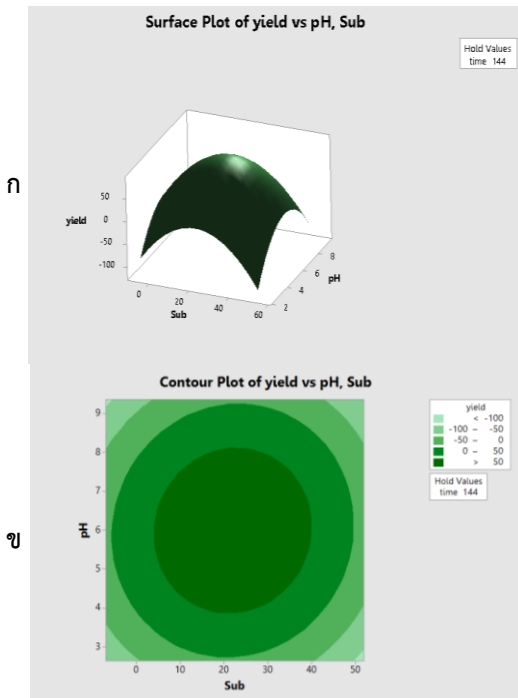 Surface Plot of yield vs pH, Sub
Hold Values
time 144
ก
50
0
-50
-100
yield
0
20
40
60
Sub
2
4
6
8
pH
Contour Plot of yield vs pH, Sub
yield
< -100
-100 – -50
-50 – 0
0 – 50
> 50
Hold Values
time 144
ข
9
8
7
6
5
4
3
pH
0 10 20 30 40 50
Sub